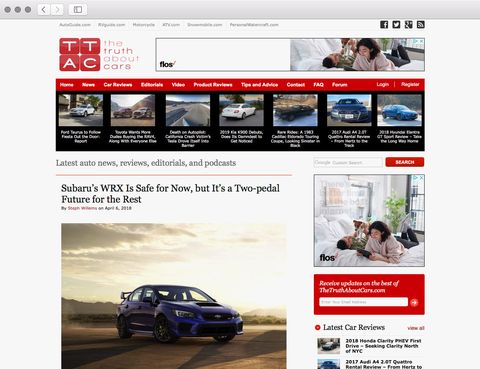 AutoGuide.com RVguide.com Motorcycle ATV.com Snowmobile.com PersonalWatercraft.com
TTAC
the
truth
about
cars
flos
Home News Car Reviews Editorials Video Product Reviews Tips and Advice Contact FAQ Forum Login | Register
Ford Taurus to Follow
Fiesta Out the Door:
Report
Toyota Wants More
Dudes Buying the RAV4,
Along With Everyone Else
Death on Autopilot:
California Crash Victim's
Tesla Drove Itself Into
Barrier
2019 Kia K900 Debuts,
Does Its Damndest to
Get Noticed
Rare Rides: A 1983
Cadillac Eldorado Touring
Coupe, Looking Sinister in
Black
2017 Audi A4 2.0T
Quattro Rental Review
– From Hertz to the
Track
2018 Hyundai Elantra
GT Sport Review – Take
the Long Way Home
Latest auto news, reviews, editorials, and podcasts
Google Custom Search
SEARCH
Subaru's WRX Is Safe for Now, but It's a Two-pedal
Future for the Rest
By Steph Willems on April 6, 2018
flos
Receive updates on the best of
TheTruthAboutCars.com
Enter Your Email Address
Latest Car Reviews view all
2018 Honda Clarity PHEV First
Drive – Seeking Clarity North
of NYC
2017 Audi A4 2.0T Quattro
Rental Review – From Hertz to